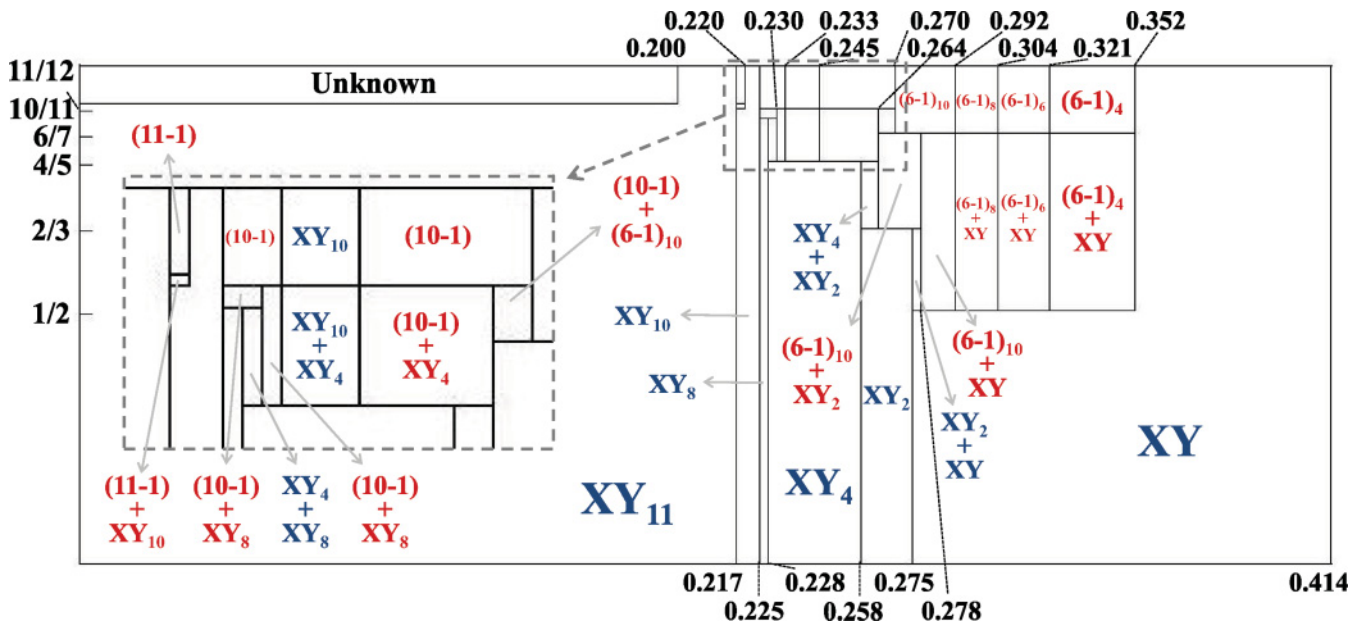 0.220 0.230 0.233 0.270 0.292 0.352
0.200 0.245 0.264 0.304 0.321
11/12
Unknown
10/11
6/7
4/5
2/3
1/2
(11-1)
(6-1)₁₀ (6-1)₈ (6-1)₆ (6-1)₄
(10-1)
+
(6-1)₁₀
(10-1) XY₁₀ (10-1)
XY₁₀
+
XY₄
(10-1)
+
XY₄
XY₄
+
XY₂
(6-1)₈
+
XY
(6-1)₆
+
XY
(6-1)₄
+
XY
XY₁₀
XY₈
(6-1)₁₀
+
XY₂
XY₂
(6-1)₁₀
+
XY
XY₂
+
XY
XY
(11-1)
+
XY₁₀
(10-1)
+
XY₈
XY₄
+
XY₈
(10-1)
+
XY₈
XY₁₁
XY₄
0.217 0.228 0.275 0.414
0.225 0.258 0.278